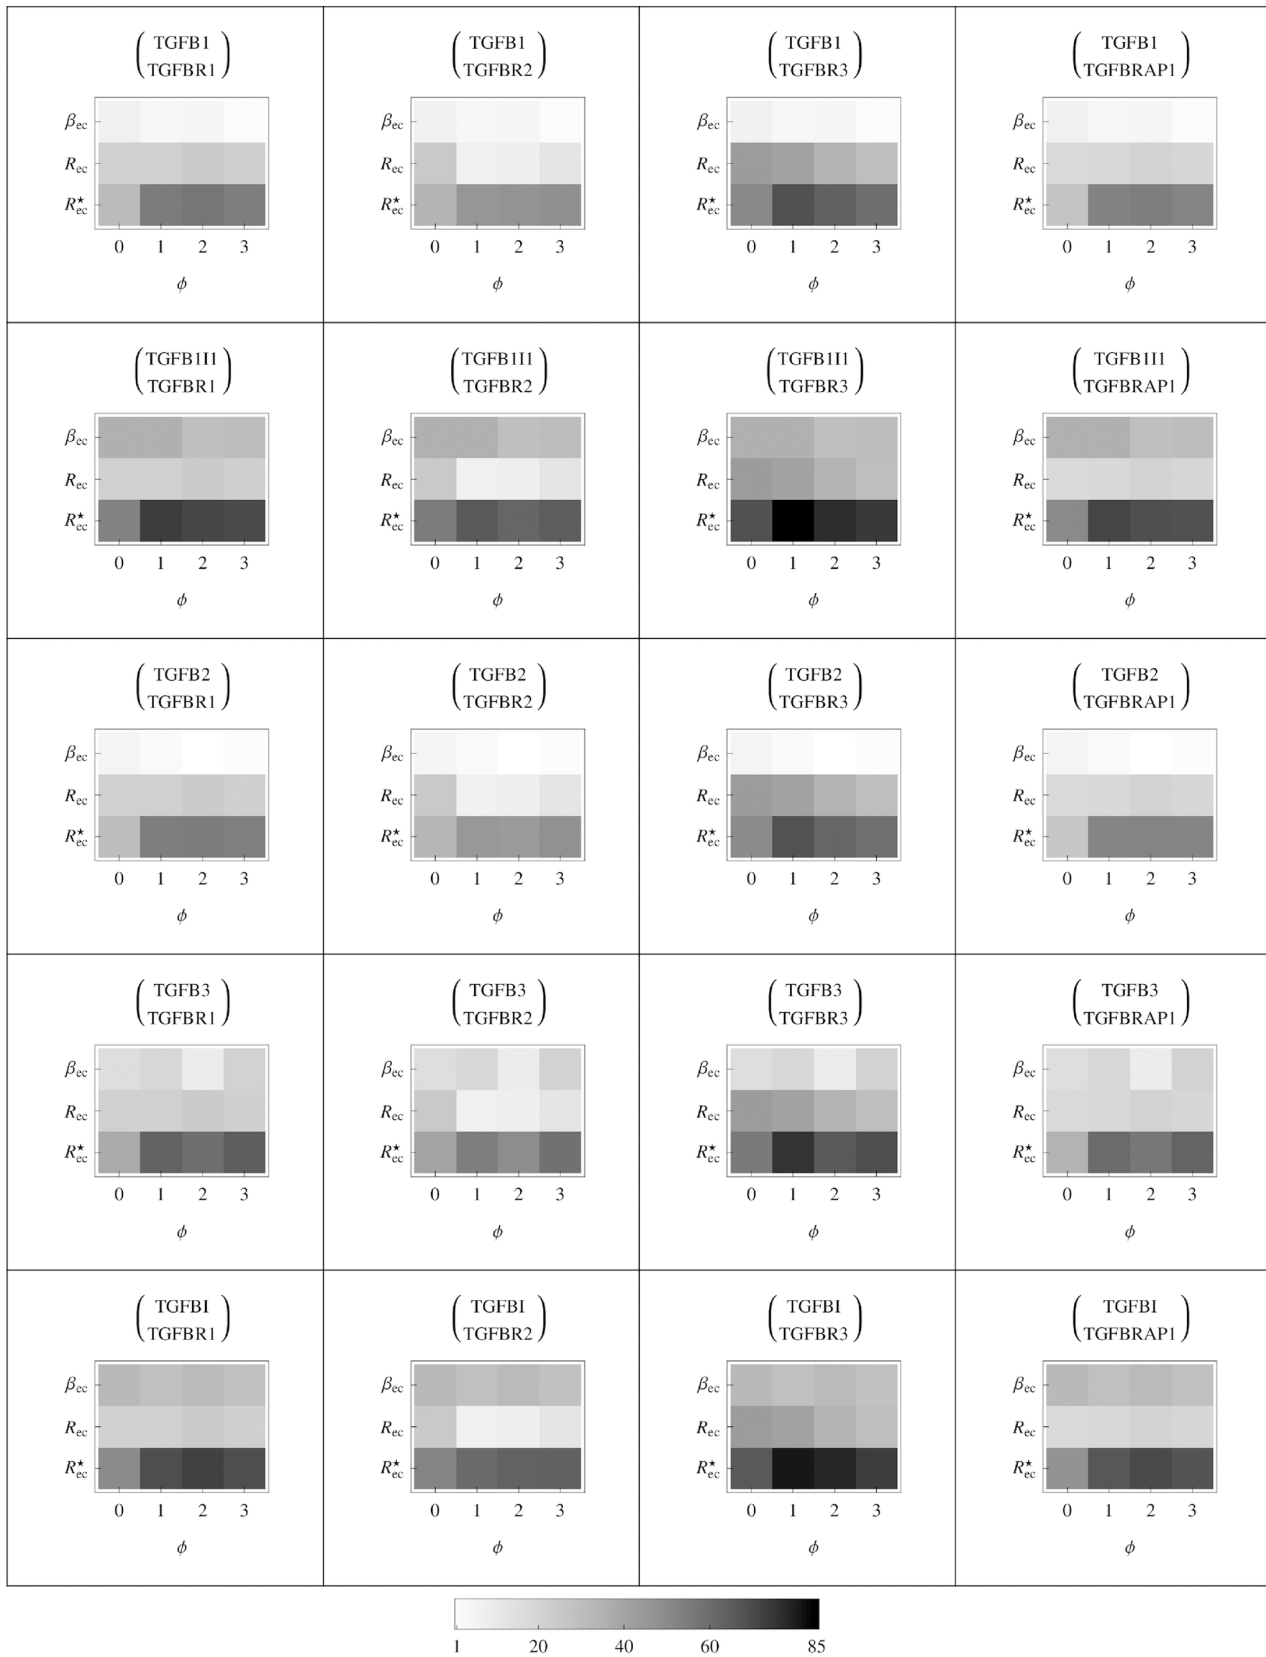 TGFB1 TGFB1 TGFB1 TGFB1
TGFBR1 TGFBR2 TGFBR3 TGFBRAP1
βec βec βec βec
Rec Rec Rec Rec
R★ec R★ec R★ec R★ec
0 1 2 3 0 1 2 3 0 1 2 3 0 1 2 3
ϕ ϕ ϕ ϕ
TGFB1I1 TGFB1I1 TGFB1I1 TGFB1I1
TGFBR1 TGFBR2 TGFBR3 TGFBRAP1
βec βec βec βec
Rec Rec Rec Rec
R★ec R★ec R★ec R★ec
0 1 2 3 0 1 2 3 0 1 2 3 0 1 2 3
ϕ ϕ ϕ ϕ
TGFB2 TGFB2 TGFB2 TGFB2
TGFBR1 TGFBR2 TGFBR3 TGFBRAP1
βec βec βec βec
Rec Rec Rec Rec
R★ec R★ec R★ec R★ec
0 1 2 3 0 1 2 3 0 1 2 3 0 1 2 3
ϕ ϕ ϕ ϕ
TGFB3 TGFB3 TGFB3 TGFB3
TGFBR1 TGFBR2 TGFBR3 TGFBRAP1
βec βec βec βec
Rec Rec Rec Rec
R★ec R★ec R★ec R★ec
0 1 2 3 0 1 2 3 0 1 2 3 0 1 2 3
ϕ ϕ ϕ ϕ
TGFBI TGFBI TGFBI TGFBI
TGFBR1 TGFBR2 TGFBR3 TGFBRAP1
βec βec βec βec
Rec Rec Rec Rec
R★ec R★ec R★ec R★ec
0 1 2 3 0 1 2 3 0 1 2 3 0 1 2 3
ϕ ϕ ϕ ϕ
1 20 40 60 85